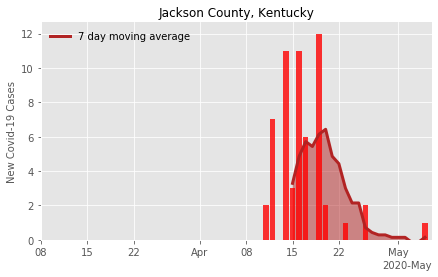 Jackson County, Kentucky
7 day moving average
New Covid-19 Cases
12
10
8
6
4
2
0
08 15 22 Apr 08 15 22 May
2020-May